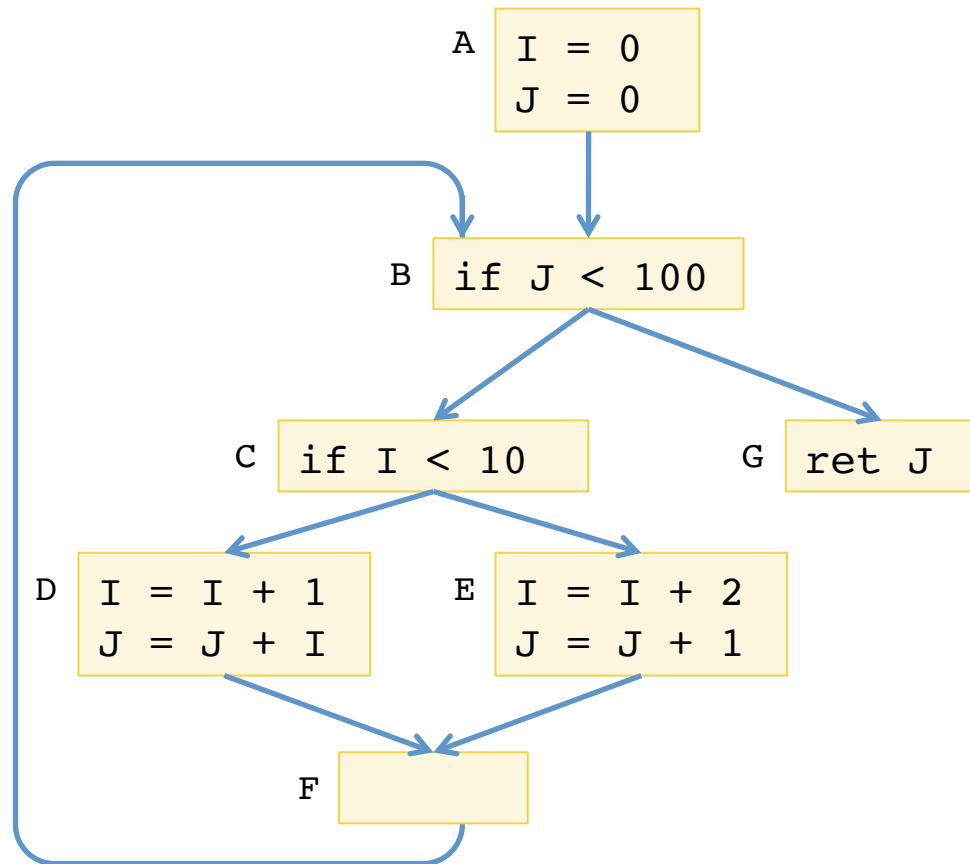 A
I = 0
J = 0
B
if J < 100
C
if I < 10
G
ret J
D
I = I + 1
J = J + I
E
I = I + 2
J = J + 1
F